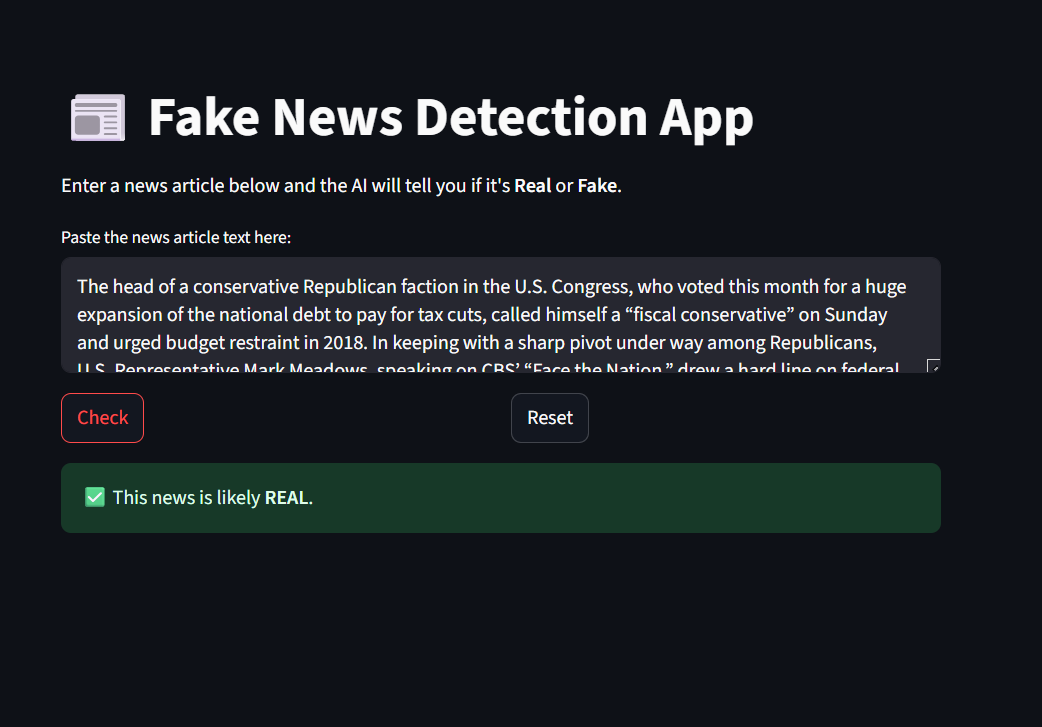 Fake News Detection App
Enter a news article below and the AI will tell you if it's Real or Fake.
Paste the news article text here:
The head of a conservative Republican faction in the U.S. Congress, who voted this month for a huge
expansion of the national debt to pay for tax cuts, called himself a “fiscal conservative” on Sunday
and urged budget restraint in 2018. In keeping with a sharp pivot under way among Republicans,
U.S. Representative Mark Meadows, speaking on CBS’ “Face the Nation,” drew a hard line on federal
Check
Reset
This news is likely REAL.